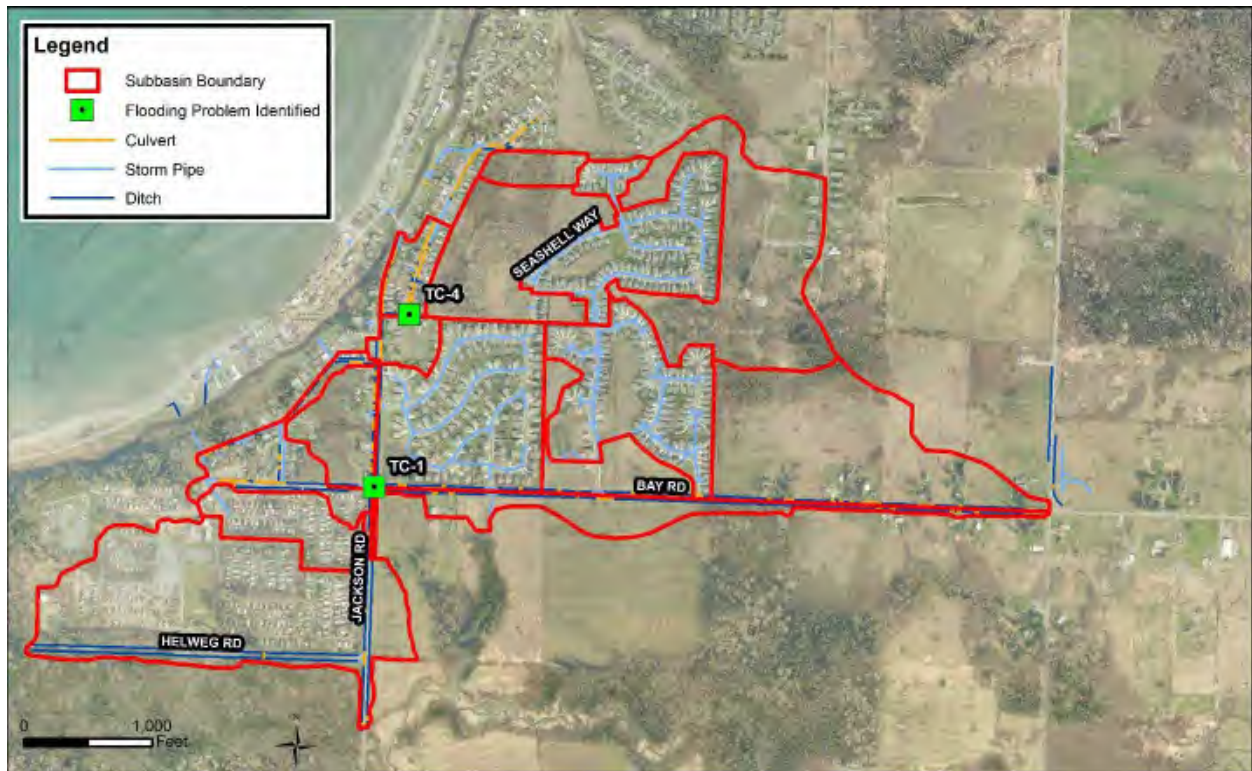 Legend
Subbasin Boundary
Flooding Problem Identified
Culvert
Storm Pipe
Ditch
SEASHELL WAY
TC-4
TC-1
BAY RD
JACKSON RD
HELWEG RD
0 1,000
Feet